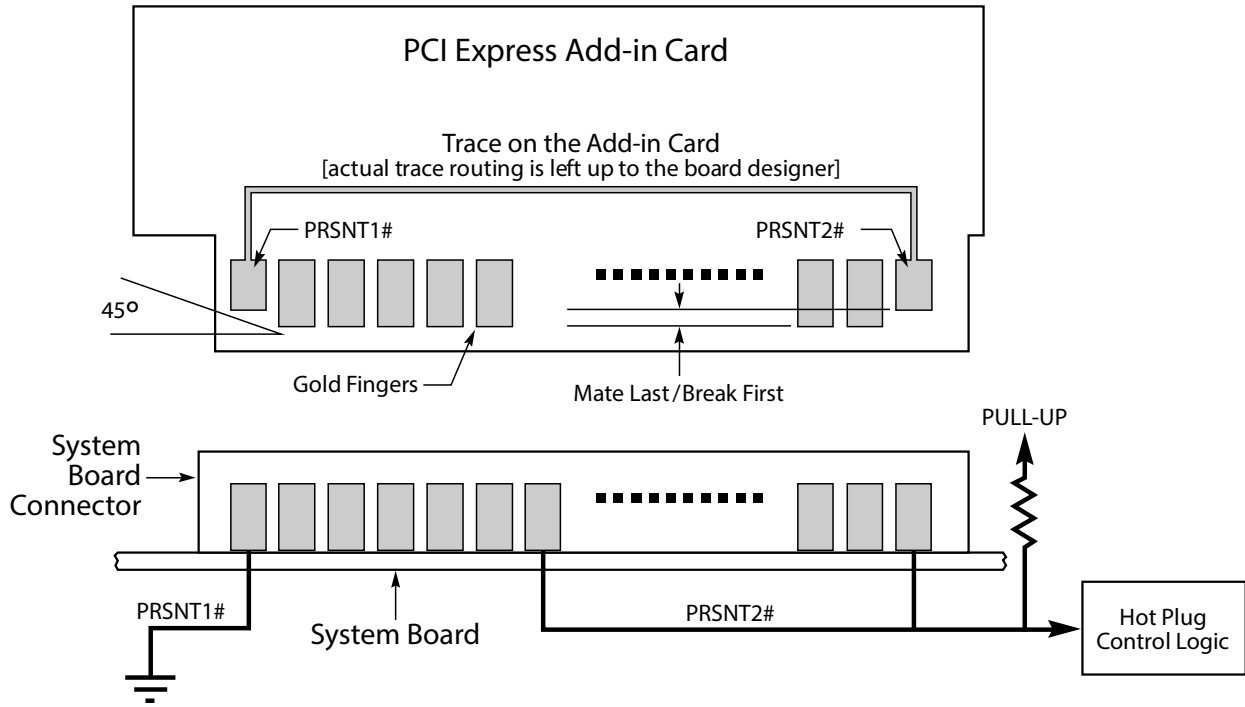 PCI Express Add-in Card
Trace on the Add-in Card
[actual trace routing is left up to the board designer]
PRSNT1#
PRSNT2#
45°
Gold Fingers
Mate Last/Break First
PULL-UP
System
Board
Connector
PRSNT1#
System Board
PRSNT2#
Hot Plug
Control Logic